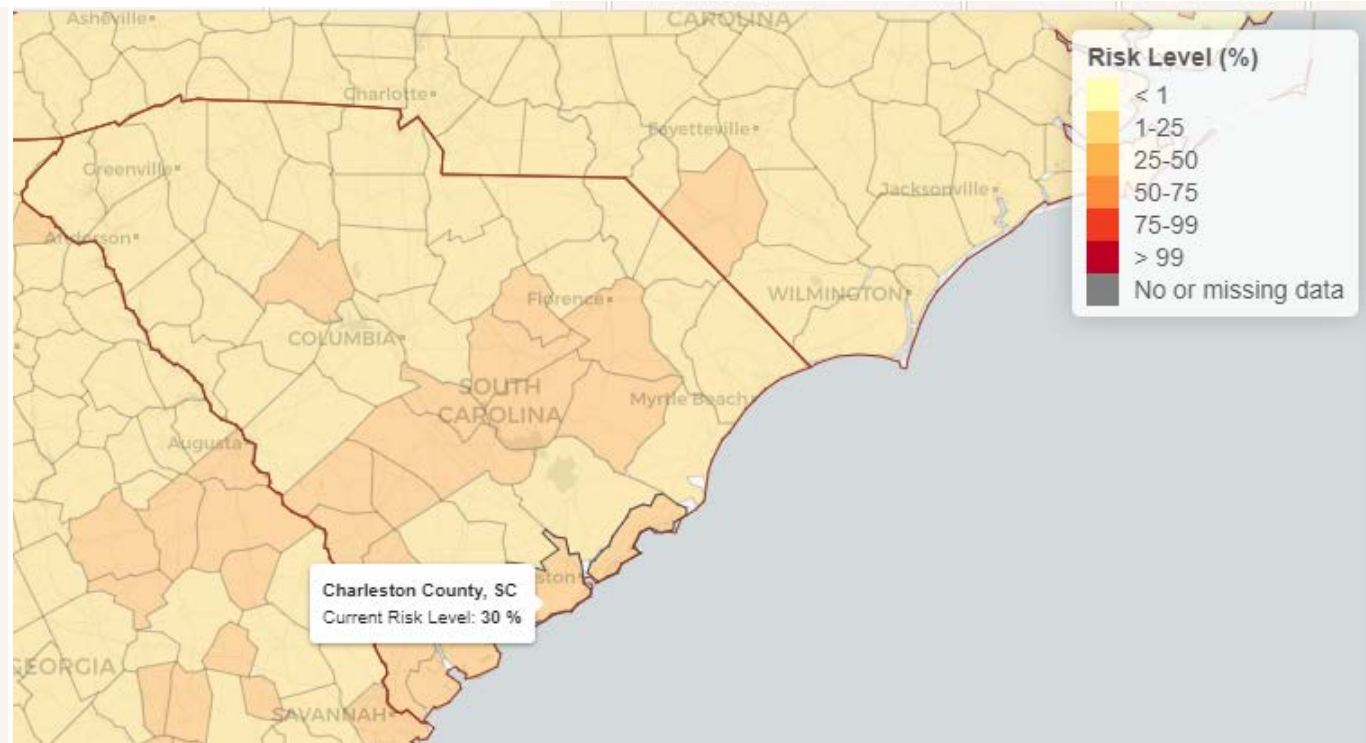 Asheville
CAROLINA
Charlotte
Fayetteville
Greenville
Jacksonville
Anderson
Florence
WILMINGTON
COLUMBIA
SOUTH
CAROLINA
Myrtle Beach
Augusta
ston
GEORGIA
SAVANNAH
Charleston County, SC
Current Risk Level: 30 %
Risk Level (%)
< 1
1-25
25-50
50-75
75-99
> 99
No or missing data